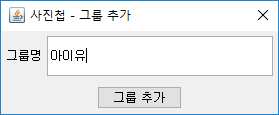 사진첩 - 그룹 추가
그룹명 아이유
그룹 추가